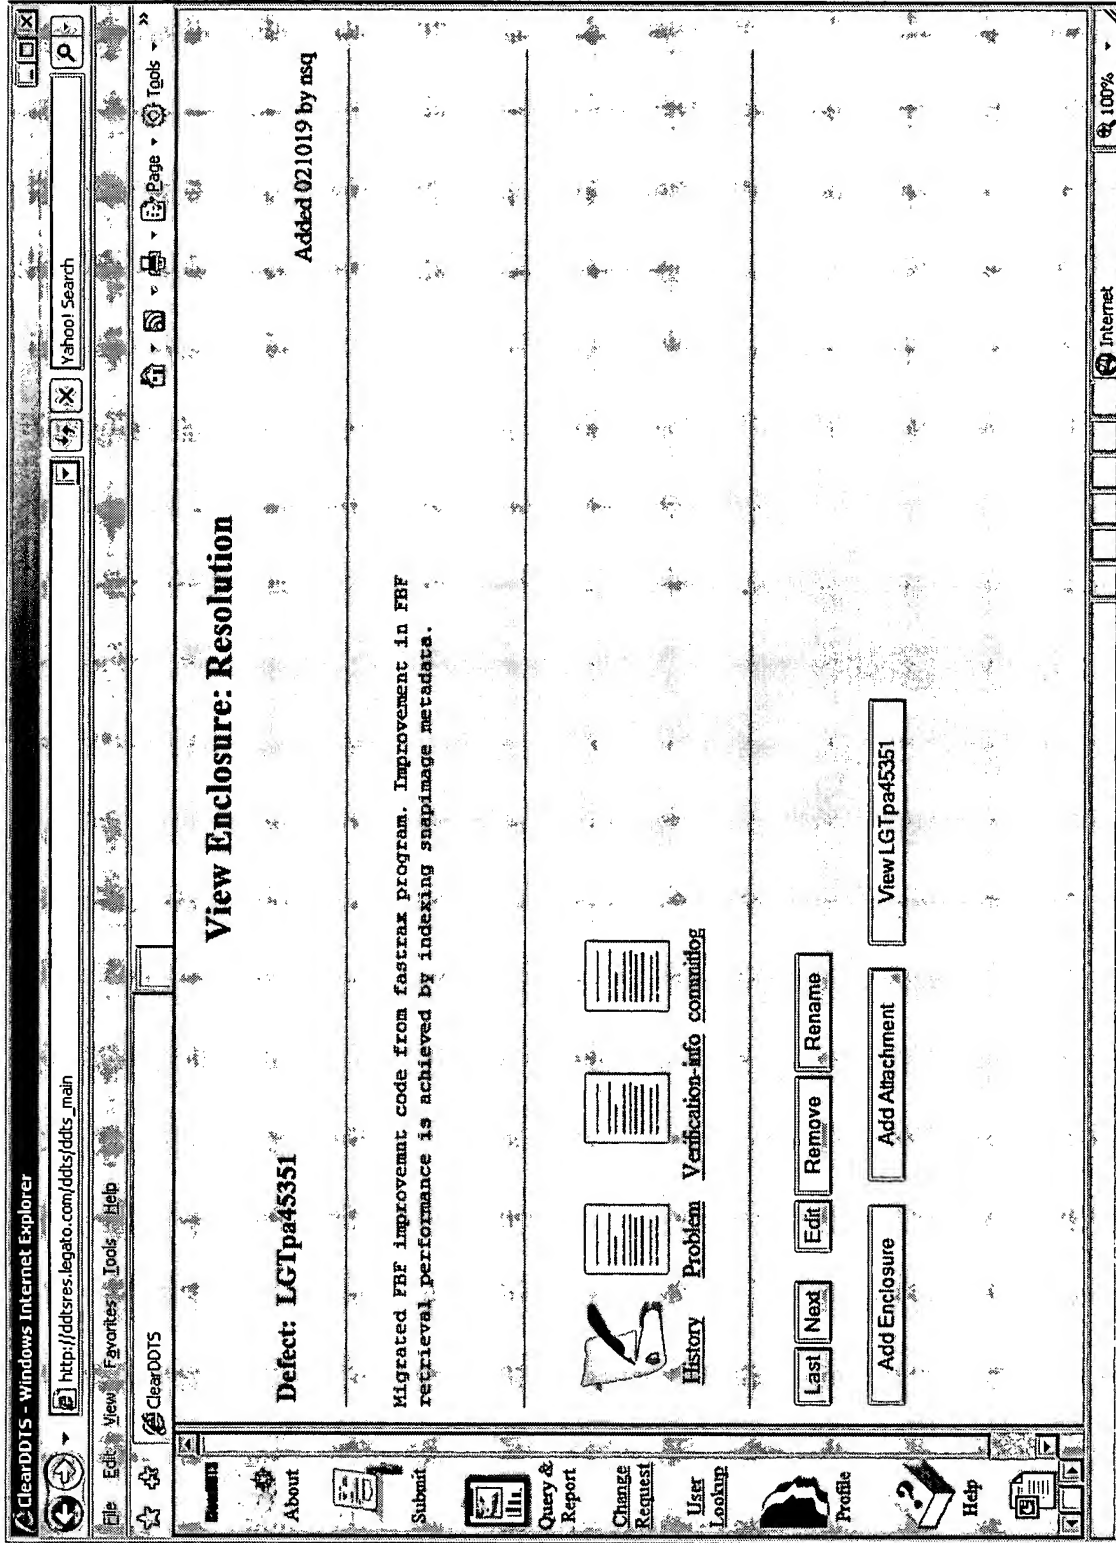 ClearDDTS - Windows Internet Explorer
http://ddtsres.legato.com/ddts/ddts_main
Yahoo! Search
File Edit View Favorites Tools Help
ClearDDTS
Page Tools
About
Submit
Query &
Report
Change
Request
User
Lookup
Profile
Help
View Enclosure: Resolution
Defect: LGTpa45351
Added 021019 by nsq
Migrated FBF improvemnt code from fastrax program. Improvement in FBF
retrieval performance is achieved by indexing snapimage metadata.
History Problem Verification-info commitlog
Last Next Edit Remove Rename
Add Enclosure Add Attachment View LGTpa45351
Internet 100%